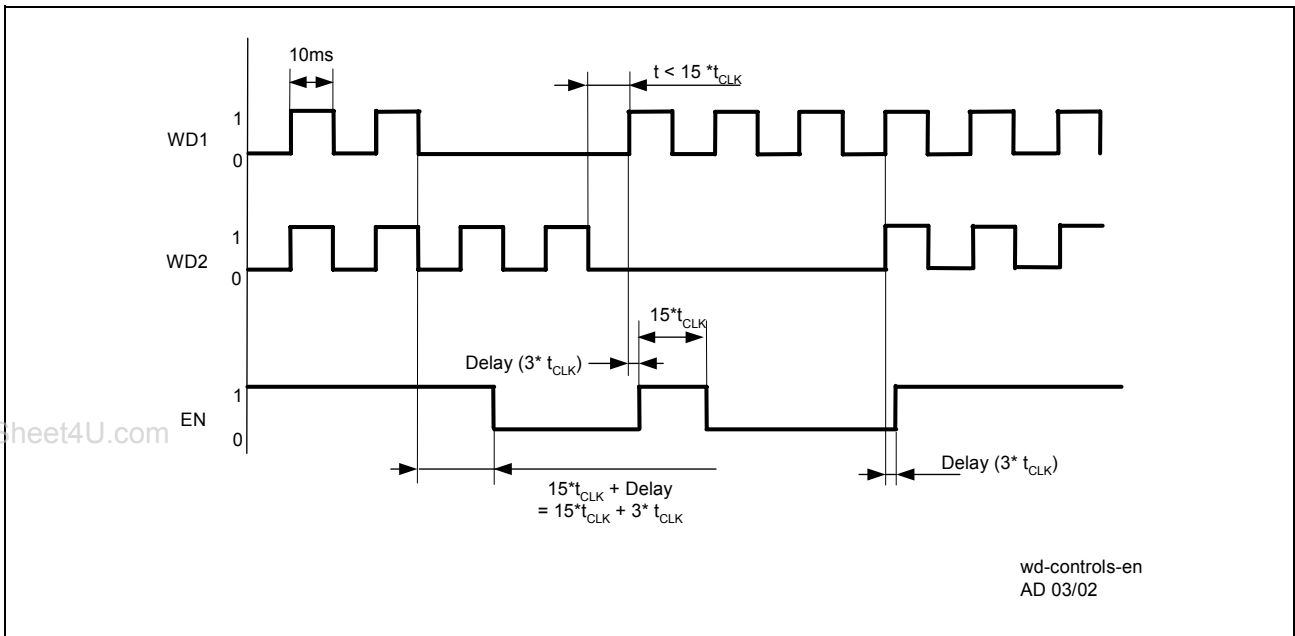 10ms
t < 15 *tCLK
1
WD1
0
1
WD2
0
15*tCLK
Delay (3* tCLK)
1
EN
0
heet4U.com
Delay (3* tCLK)
15*tCLK + Delay
= 15*tCLK + 3* tCLK
wd-controls-en
AD 03/02